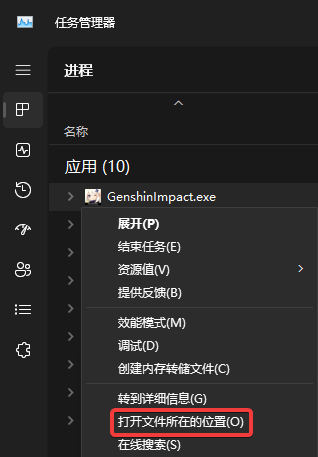 任务管理器
进程
名称
应用 (10)
GenshinImpact.exe
展开(P)
结束任务(E)
资源值(V)
提供反馈(B)
效能模式(M)
调试(D)
创建内存转储文件(C)
转到详细信息(G)
打开文件所在的位置(O)
在线搜索(S)